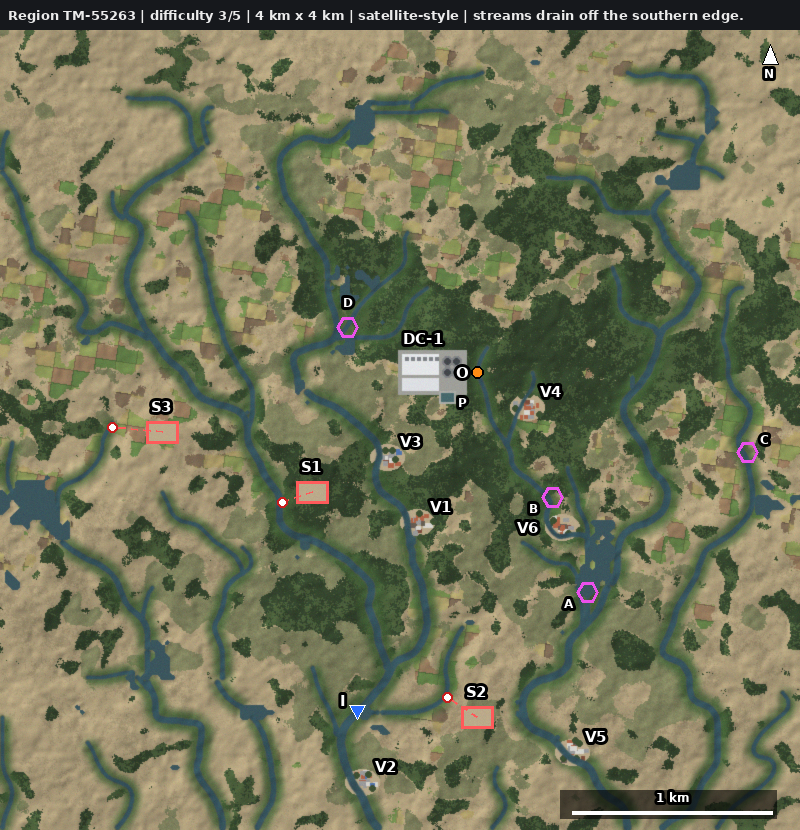 Region TM-55263 | difficulty 3/5 | 4 km x 4 km | satellite-style | streams drain off the southern edge.
N
D
DC-1
O
P
V4
S3
C
V3
S1
B
V1
V6
A
I
S2
V5
V2
1 km